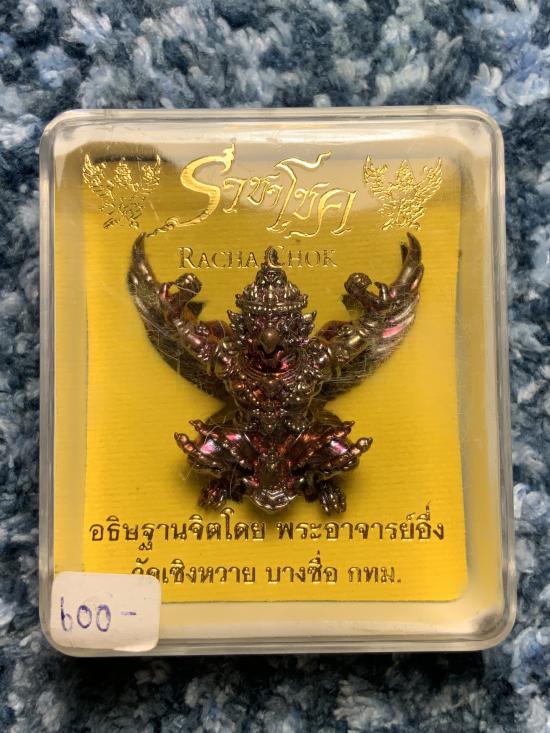 ราชาโชค
RACHA CHOK
อธิษฐานจิตโดย พระอาจารย์อึ่ง
วัดเชิงหวาย บางซื่อ กทม.
600-